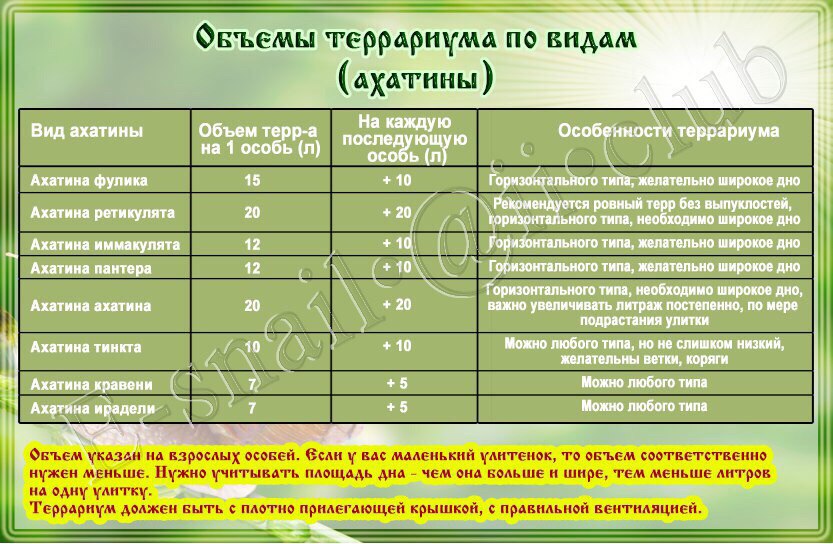 Объемы террариума по видам
(ахатины)
Вид ахатины
Объем терр-а
на 1 особь (л)
На каждую
последующую
особь (л)
Особенности террариума
Ахатина фулика
15
+ 10
Горизонтального типа, желательно широкое дно
Ахатина ретикулята
20
+ 20
Рекомендуется ровный терр без выпуклостей,
горизонтального типа, необходимо широкое дно
Ахатина иммакулята
12
+ 10
Горизонтального типа, желательно широкое дно
Ахатина пантера
12
+ 10
Горизонтального типа, желательно широкое дно
Ахатина ахатина
20
+ 20
Горизонтального типа, необходимо широкое дно,
важно увеличивать литраж постепенно, по мере
подрастания улитки
Ахатина тинкта
10
+ 10
Можно любого типа, но не слишком низкий,
желательны ветки, коряги
Ахатина кравени
7
+ 5
Можно любого типа
Ахатина ирадели
7
+ 5
Можно любого типа
Объем указан на взрослых особей. Если у вас маленький улитенок, то объем соответственно
нужен меньше. Нужно учитывать площадь дна - чем она больше и шире, тем меньше литров
на одну улитку.
Террариум должен быть с плотно прилегающей крышкой, с правильной вентиляцией.